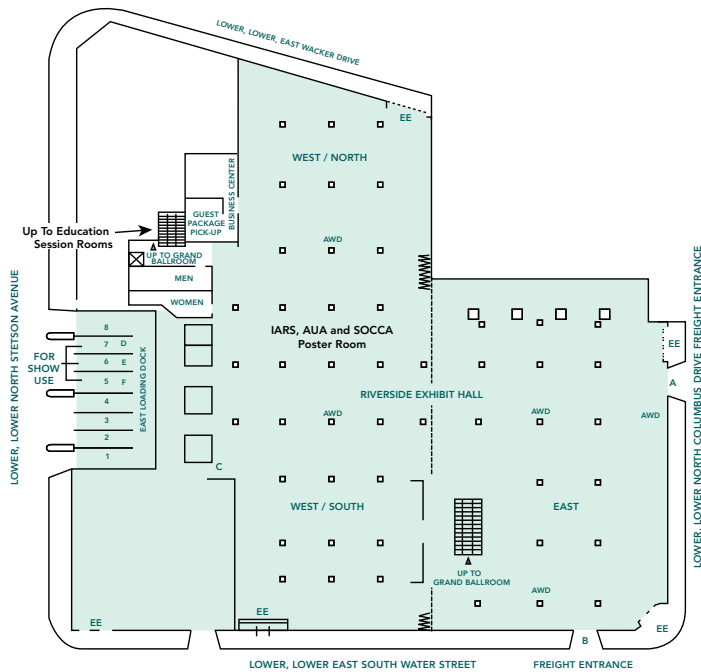 LOWER, LOWER, EAST WACKER DRIVE
EE
WEST / NORTH
BUSINESS CENTER
GUEST
PACKAGE
PICK-UP
Up To Education
Session Rooms
UP TO GRAND
BALLROOM
AWD
MEN
WOMEN
LOWER, LOWER NORTH STETSON AVENUE
IARS, AUA and SOCCA
Poster Room
8
7 D
6 E
5 F
4
3
2
1
FOR
SHOW
USE
EAST LOADING DOCK
EE
A
RIVERSIDE EXHIBIT HALL
AWD
AWD
AWD
LOWER, LOWER NORTH COLUMBUS DRIVE FREIGHT ENTRANCE
C
WEST / SOUTH
EAST
UP TO
GRAND BALLROOM
AWD
EE
EE
EE
B
LOWER, LOWER EAST SOUTH WATER STREET
FREIGHT ENTRANCE